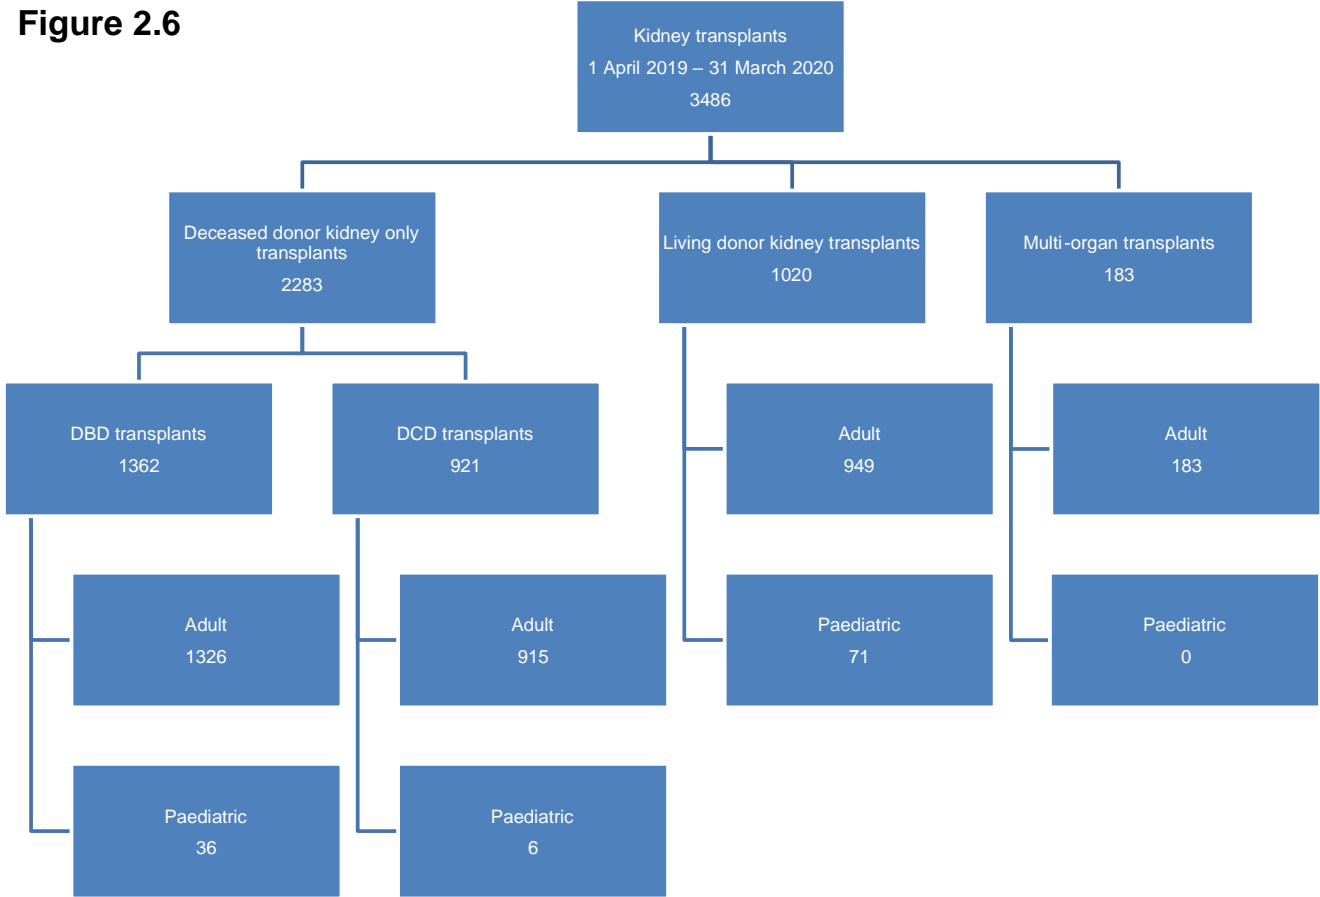 Figure 2.6
Kidney transplants
1 April 2019 – 31 March 2020
3486
Deceased donor kidney only
transplants
2283
Living donor kidney transplants
1020
Multi-organ transplants
183
DBD transplants
1362
DCD transplants
921
Adult
949
Adult
183
Adult
1326
Adult
915
Paediatric
71
Paediatric
0
Paediatric
36
Paediatric
6